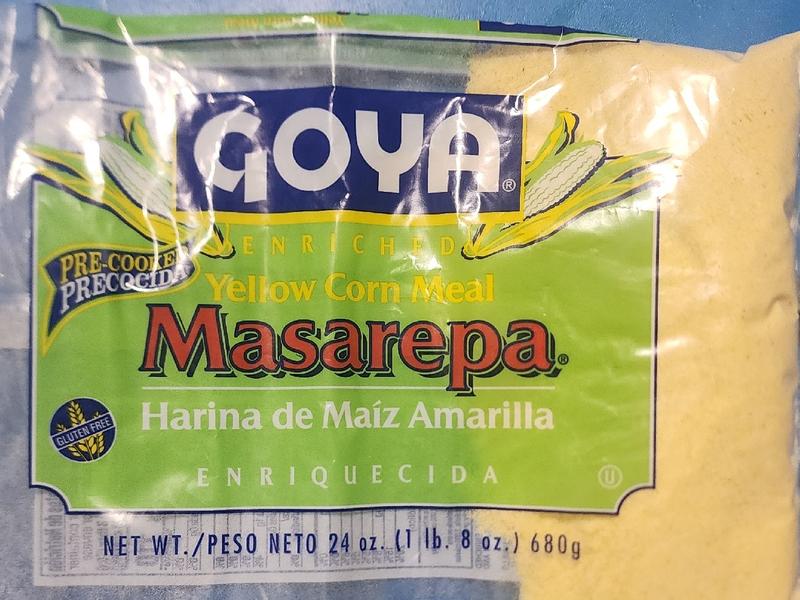 GOYA®
ENRICHED
PRE-COOKED
PRECOCIDA
Yellow Corn Meal
Masarepa®
Harina de Maíz Amarilla
GLUTEN FREE
ENRIQUECIDA
U
NET WT./PESO NETO 24 oz. (1 lb. 8 oz.) 680g